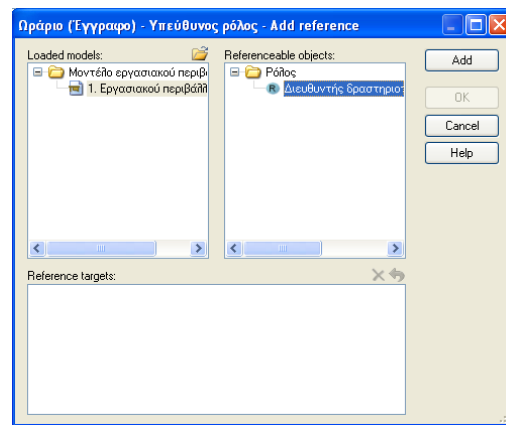 Ωράριο (Έγγραφο) - Υπεύθυνος ρόλος - Add reference
Loaded models:
Μοντέλο εργασιακού περιβ
1. Εργασιακού περιβάλλ
Referenceable objects:
Ρόλος
Διευθυντής δραστηριοτ
Add
OK
Cancel
Help
Reference targets: